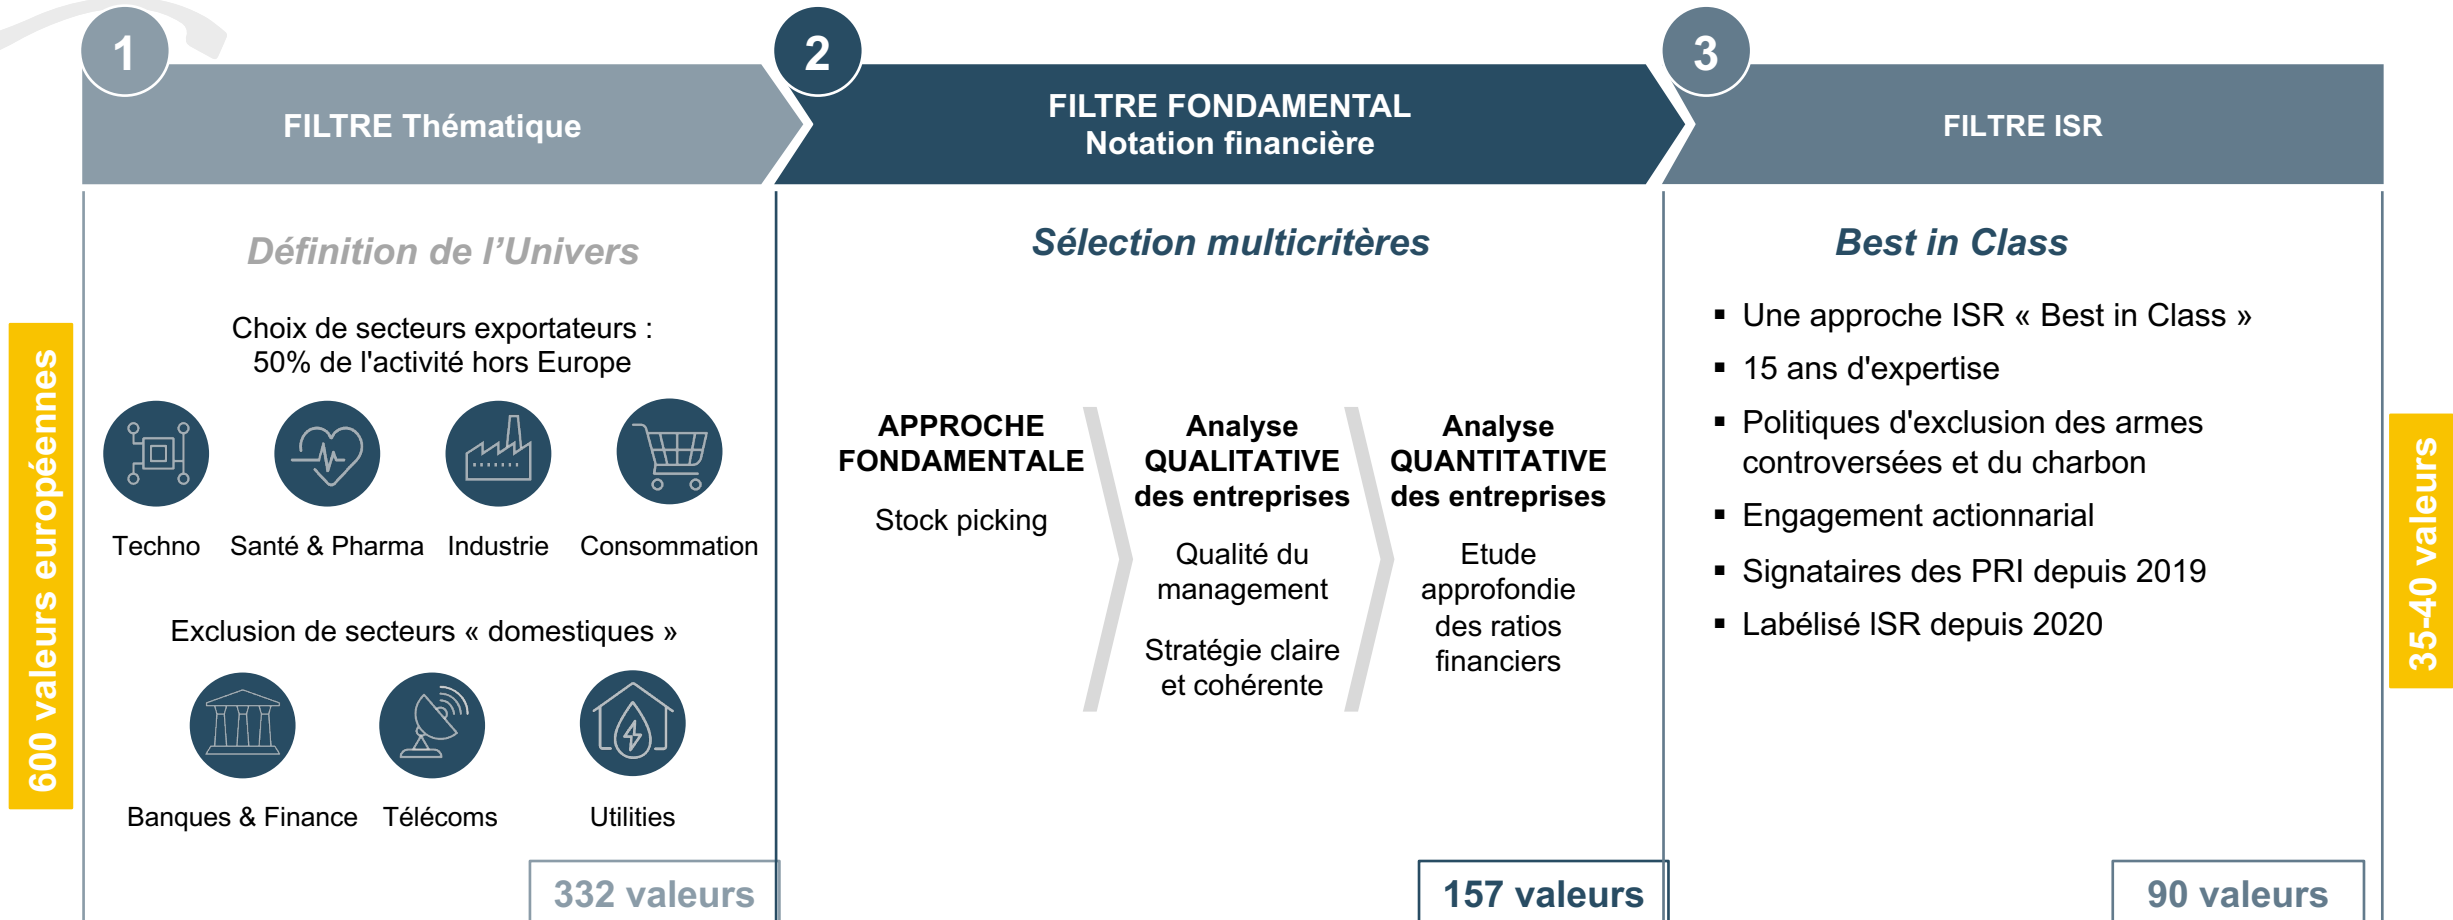 600 valeurs européennes
1
FILTRE Thématique
Définition de l’Univers
Choix de secteurs exportateurs :
50% de l'activité hors Europe
Techno
Santé & Pharma
Industrie
Consommation
Exclusion de secteurs « domestiques »
Banques & Finance
Télécoms
Utilities
332 valeurs
2
FILTRE FONDAMENTAL
Notation financière
Sélection multicritères
APPROCHE
FONDAMENTALE
Stock picking
Analyse
QUALITATIVE
des entreprises
Qualité du
management
Stratégie claire
et cohérente
Analyse
QUANTITATIVE
des entreprises
Etude
approfondie
des ratios
financiers
157 valeurs
3
FILTRE ISR
Best in Class
▪ Une approche ISR « Best in Class »
▪ 15 ans d'expertise
▪ Politiques d'exclusion des armes
controversées et du charbon
▪ Engagement actionnarial
▪ Signataires des PRI depuis 2019
▪ Labélisé ISR depuis 2020
90 valeurs
35-40 valeurs